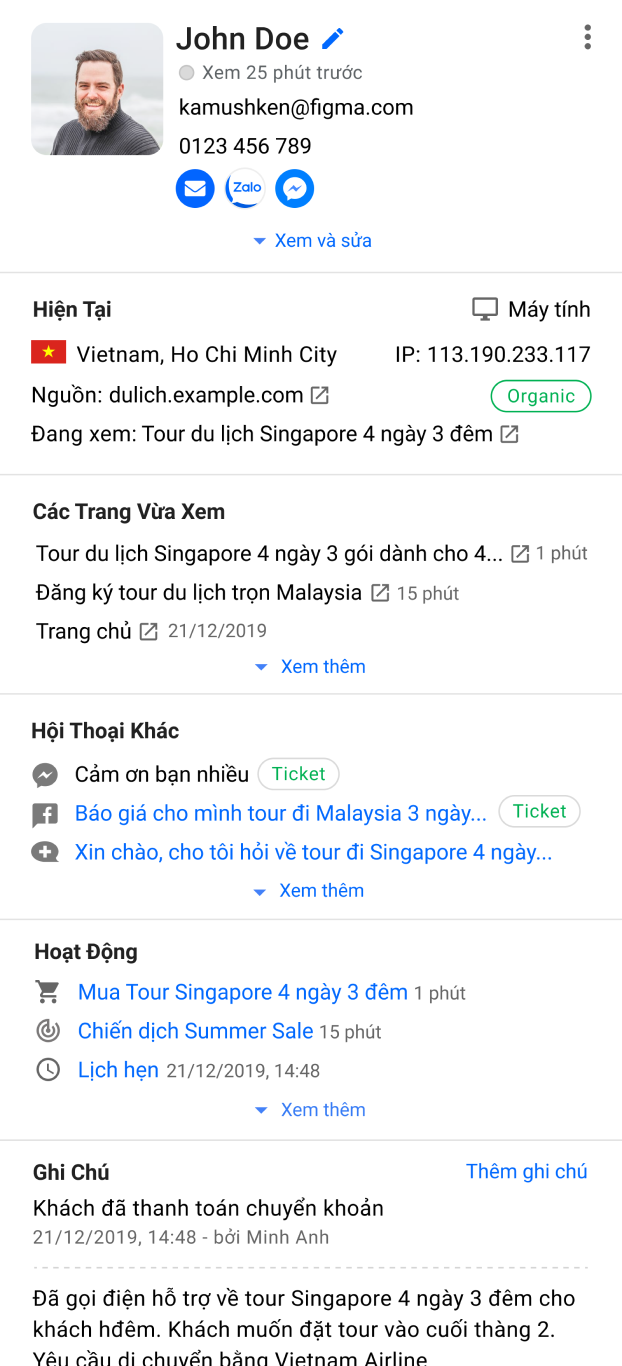 John Doe
Xem 25 phút trước
kamushken@figma.com
0123 456 789
Zalo
Xem và sửa
Hiện Tại
Máy tính
Vietnam, Ho Chi Minh City
IP: 113.190.233.117
Nguồn: dulich.example.com
Organic
Đang xem: Tour du lịch Singapore 4 ngày 3 đêm
Các Trang Vừa Xem
Tour du lịch Singapore 4 ngày 3 gói dành cho 4... 1 phút
Đăng ký tour du lịch trọn Malaysia 15 phút
Trang chủ 21/12/2019
Xem thêm
Hội Thoại Khác
Cảm ơn bạn nhiều Ticket
Báo giá cho mình tour đi Malaysia 3 ngày... Ticket
Xin chào, cho tôi hỏi về tour đi Singapore 4 ngày...
Xem thêm
Hoạt Động
Mua Tour Singapore 4 ngày 3 đêm 1 phút
Chiến dịch Summer Sale 15 phút
Lịch hẹn 21/12/2019, 14:48
Xem thêm
Ghi Chú
Thêm ghi chú
Khách đã thanh toán chuyển khoản
21/12/2019, 14:48 - bởi Minh Anh
Đã gọi điện hỗ trợ về tour Singapore 4 ngày 3 đêm cho
khách hđêm. Khách muốn đặt tour vào cuối thàng 2.
Yêu cầu di chuyển bằng Vietnam Airline